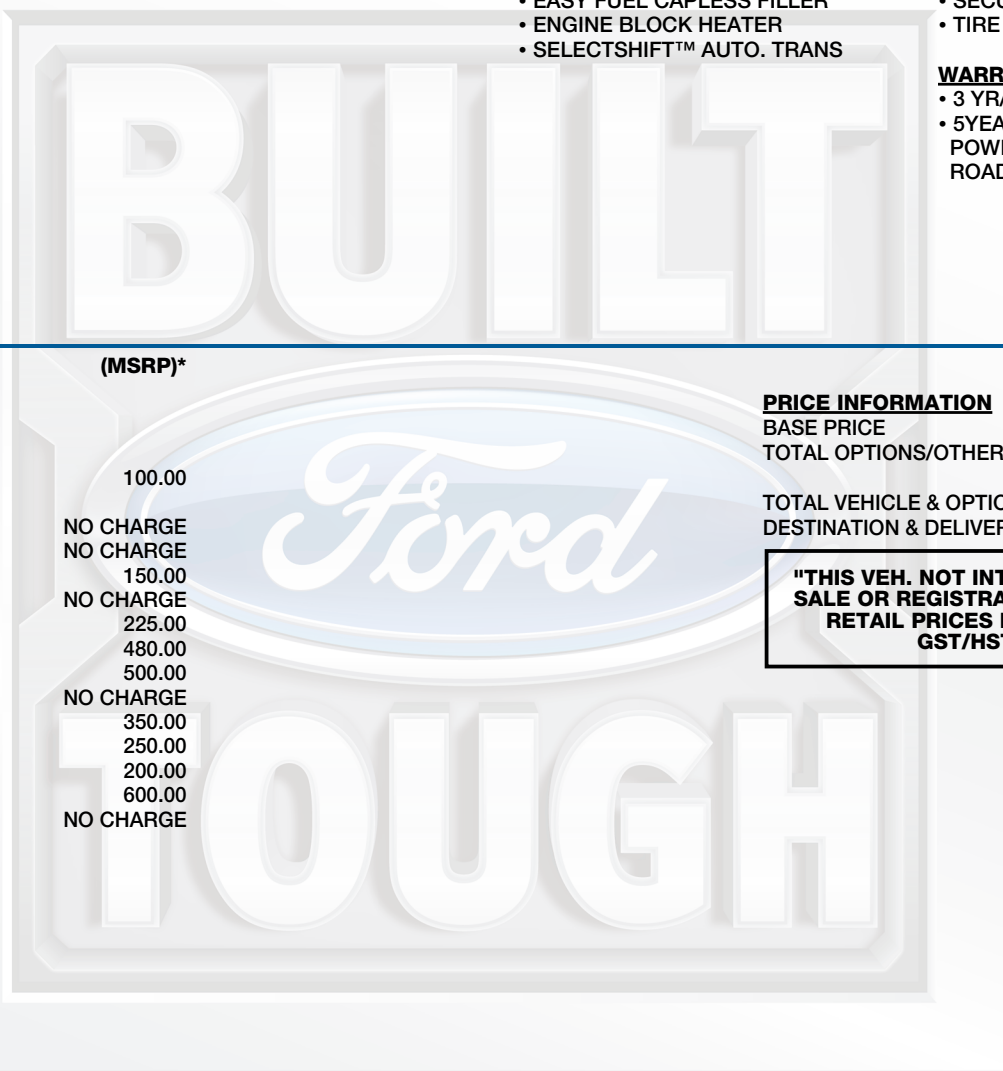 • EASY FUEL CAPLESS FILLER
• ENGINE BLOCK HEATER
• SELECTSHIFT™ AUTO. TRANS
• SECU
• TIRE
WARR
• 3 YR/
• 5YEA
POWE
ROAD
BUILT
(MSRP)*
100.00
NO CHARGE
NO CHARGE
150.00
NO CHARGE
225.00
480.00
500.00
NO CHARGE
350.00
250.00
200.00
600.00
NO CHARGE
Ford
TOUGH
PRICE INFORMATION
BASE PRICE
TOTAL OPTIONS/OTHER
TOTAL VEHICLE & OPTIO
DESTINATION & DELIVER
"THIS VEH. NOT INT
SALE OR REGISTRA
RETAIL PRICES
GST/HST